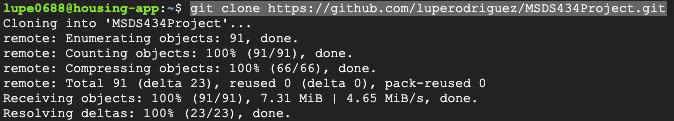 lupe0688@housing-app:~$ git clone https://github.com/luperodriguez/MSDS434Project.git
Cloning into 'MSDS434Project'...
remote: Enumerating objects: 91, done.
remote: Counting objects: 100% (91/91), done.
remote: Compressing objects: 100% (66/66), done.
remote: Total 91 (delta 23), reused 0 (delta 0), pack-reused 0
Receiving objects: 100% (91/91), 7.31 MiB | 4.65 MiB/s, done.
Resolving deltas: 100% (23/23), done.